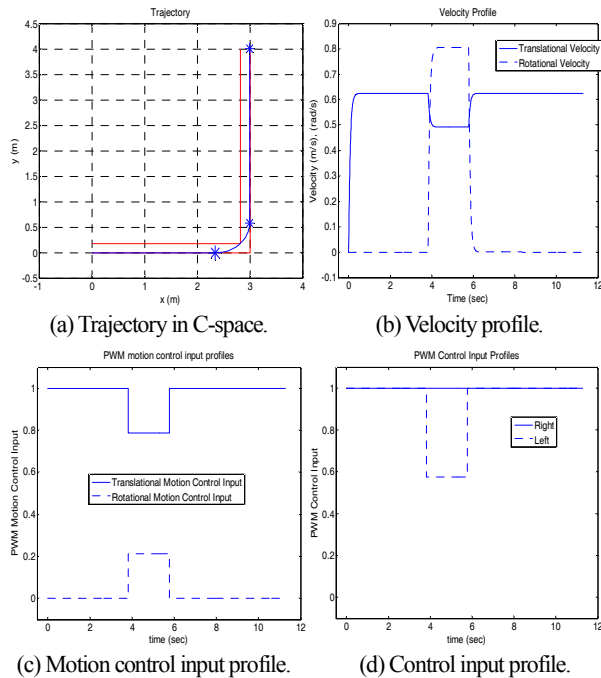 Trajectory
4.5
4
3.5
3
2.5
2
1.5
1
0.5
0
-0.5
y (m)
-1 0 1 2 3 4
x (m)
(a) Trajectory in C-space.
Velocity Profile
0.9
0.8
0.7
0.6
0.5
0.4
0.3
0.2
0.1
0
-0.1
Velocity (m/s), (rad/s)
Translational Velocity
Rotational Velocity
0 2 4 6 8 10 12
Time (sec)
(b) Velocity profile.
PWM motion control input profiles
1
0.8
0.6
0.4
0.2
0
PWM Motion Control Input
Translational Motion Control Input
Rotational Motion Control Input
0 2 4 6 8 10 12
time (sec)
(c) Motion control input profile.
PWM Control Input Profiles
1
0.8
0.6
0.4
0.2
0
PWM Control Input
Right
Left
0 2 4 6 8 10 12
time (sec)
(d) Control input profile.